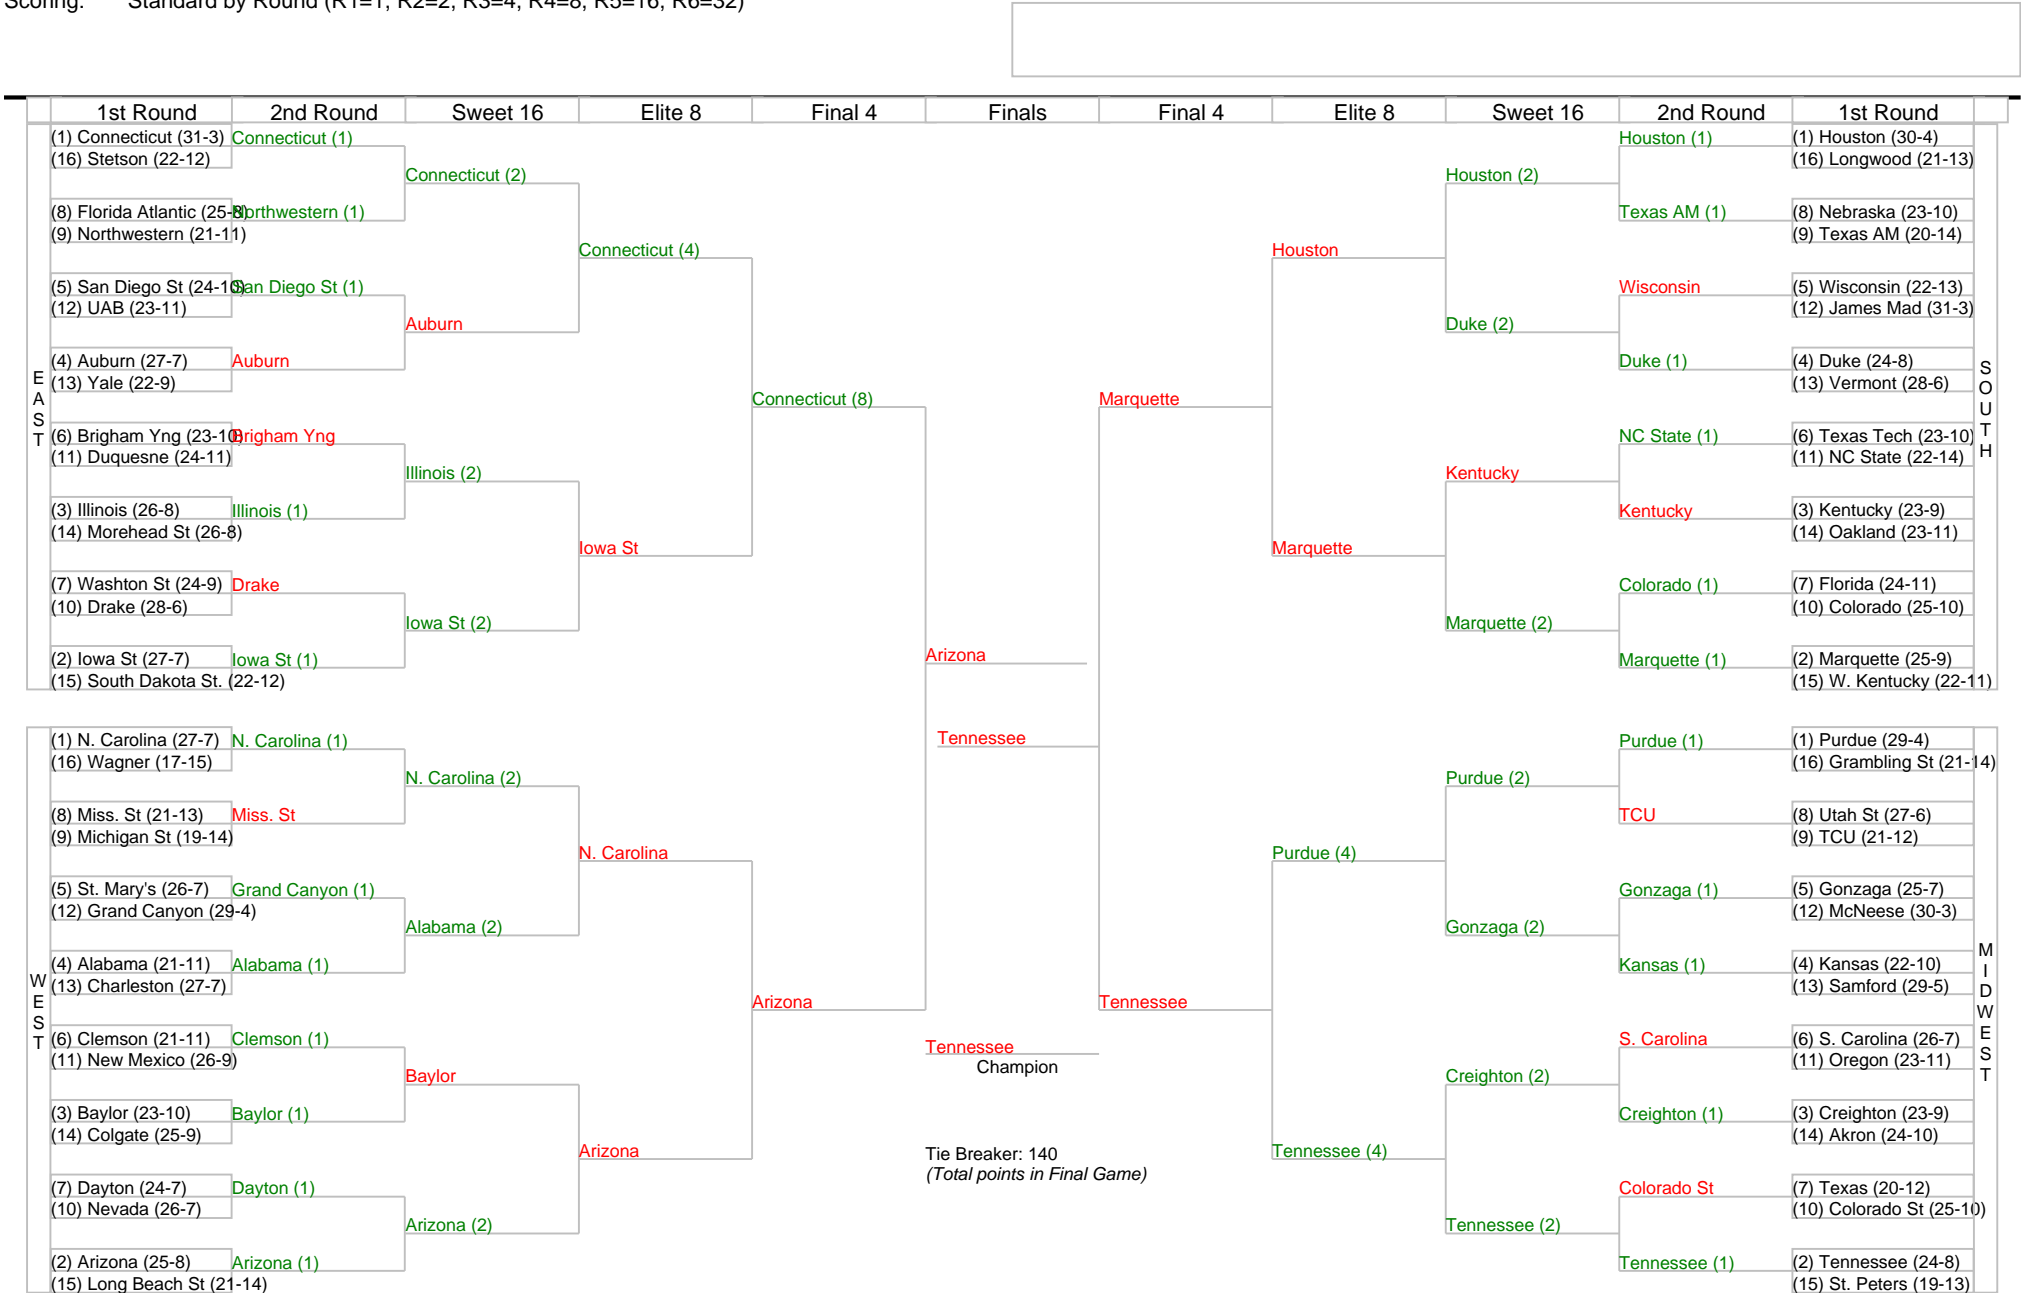 Scoring: Standard by Round (R1=1, R2=2, R3=4, R4=8, R5=16, R6=32)
1st Round 2nd Round Sweet 16 Elite 8 Final 4 Finals Final 4 Elite 8 Sweet 16 2nd Round 1st Round
EAST
(1) Connecticut (31-3)
(16) Stetson (22-12)
(8) Florida Atlantic (25-8)
(9) Northwestern (21-11)
(5) San Diego St (24-10)
(12) UAB (23-11)
(4) Auburn (27-7)
(13) Yale (22-9)
(6) Brigham Yng (23-10)
(11) Duquesne (24-11)
(3) Illinois (26-8)
(14) Morehead St (26-8)
(7) Washton St (24-9)
(10) Drake (28-6)
(2) Iowa St (27-7)
(15) South Dakota St. (22-12)
Connecticut (1)
Northwestern (1)
San Diego St (1)
Auburn
Brigham Yng
Illinois (1)
Drake
Iowa St (1)
Connecticut (2)
Auburn
Illinois (2)
Iowa St (2)
Connecticut (4)
Iowa St
Connecticut (8)
WEST
(1) N. Carolina (27-7)
(16) Wagner (17-15)
(8) Miss. St (21-13)
(9) Michigan St (19-14)
(5) St. Mary's (26-7)
(12) Grand Canyon (29-4)
(4) Alabama (21-11)
(13) Charleston (27-7)
(6) Clemson (21-11)
(11) New Mexico (26-9)
(3) Baylor (23-10)
(14) Colgate (25-9)
(7) Dayton (24-7)
(10) Nevada (26-7)
(2) Arizona (25-8)
(15) Long Beach St (21-14)
N. Carolina (1)
Miss. St
Grand Canyon (1)
Alabama (1)
Clemson (1)
Baylor (1)
Dayton (1)
Arizona (1)
N. Carolina (2)
Alabama (2)
Baylor
Arizona (2)
N. Carolina
Arizona
Arizona
Arizona
Tennessee
Tennessee
Champion
Tie Breaker: 140
(Total points in Final Game)
Marquette
Houston
Marquette
Houston (2)
Duke (2)
Kentucky
Marquette (2)
Houston (1)
Texas AM (1)
Wisconsin
Duke (1)
NC State (1)
Kentucky
Colorado (1)
Marquette (1)
(1) Houston (30-4)
(16) Longwood (21-13)
(8) Nebraska (23-10)
(9) Texas AM (20-14)
(5) Wisconsin (22-13)
(12) James Mad (31-3)
(4) Duke (24-8)
(13) Vermont (28-6)
(6) Texas Tech (23-10)
(11) NC State (22-14)
(3) Kentucky (23-9)
(14) Oakland (23-11)
(7) Florida (24-11)
(10) Colorado (25-10)
(2) Marquette (25-9)
(15) W. Kentucky (22-11)
SOUTH
Tennessee
Purdue (4)
Tennessee (4)
Purdue (2)
Gonzaga (2)
Creighton (2)
Tennessee (2)
Purdue (1)
TCU
Gonzaga (1)
Kansas (1)
S. Carolina
Creighton (1)
Colorado St
Tennessee (1)
(1) Purdue (29-4)
(16) Grambling St (21-14)
(8) Utah St (27-6)
(9) TCU (21-12)
(5) Gonzaga (25-7)
(12) McNeese (30-3)
(4) Kansas (22-10)
(13) Samford (29-5)
(6) S. Carolina (26-7)
(11) Oregon (23-11)
(3) Creighton (23-9)
(14) Akron (24-10)
(7) Texas (20-12)
(10) Colorado St (25-10)
(2) Tennessee (24-8)
(15) St. Peters (19-13)
MIDWEST